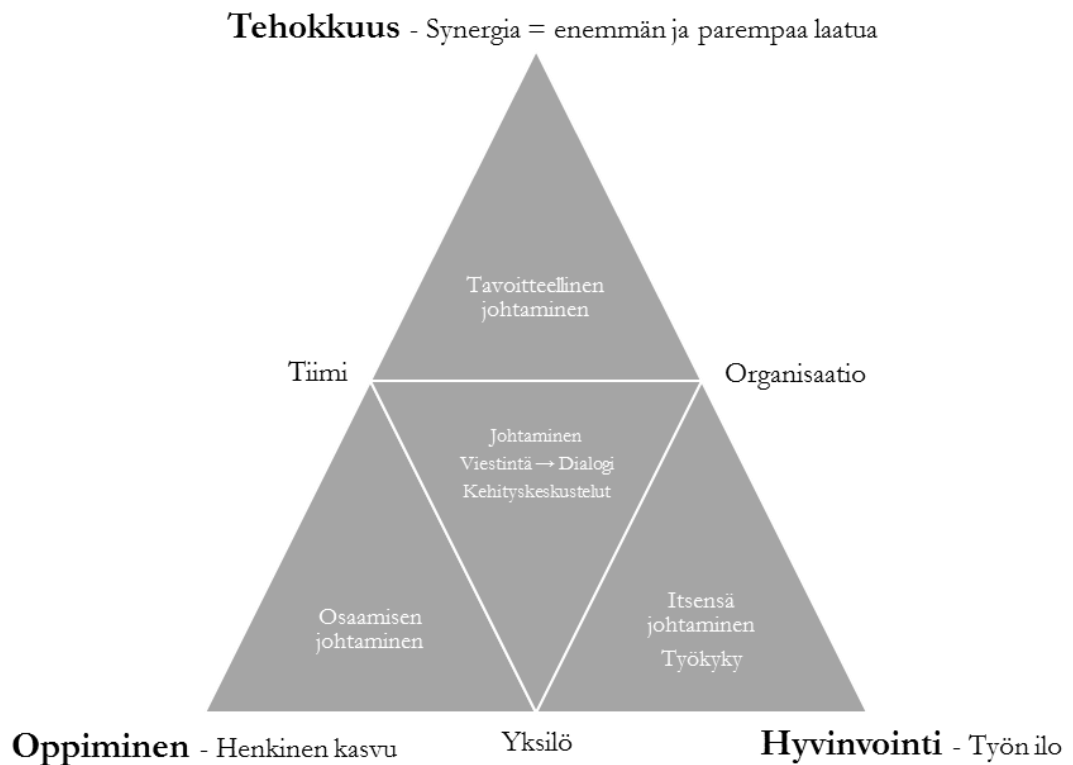 Tehokkuus - Synergia = enemmän ja parempaa laatua
Tavoitteellinen
johtaminen
Tiimi
Organisaatio
Johtaminen
Viestintä → Dialogi
Kehityskeskustelut
Osaamisen
johtaminen
Itsensä
johtaminen
Työkyky
Oppiminen - Henkinen kasvu
Yksilö
Hyvinvointi - Työn ilo